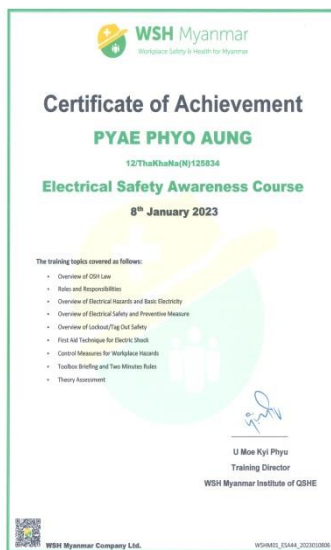 WSH Myanmar
Workplace Safety & Health for Myanmar
Certificate of Achievement
PYAE PHYO AUNG
12/ThaKhaNa(N)125834
Electrical Safety Awareness Course
8th January 2023
The training topics covered as follows:
• Overview of OSH Law
• Roles and Responsibilities
• Overview of Electrical Hazards and Basic Electricity
• Overview of Electrical Safety and Preventive Measure
• Overview of Lockout/Tag Out Safety
• First Aid Technique for Electric Shock
• Control Measures for Workplace Hazards
• Toolbox Briefing and Two Minutes Rules
• Theory Assessment
U Moe Kyi Phyu
Training Director
WSH Myanmar Institute of QSHE
WSH Myanmar Company Ltd.
WSHM01_ESA44_2023010806